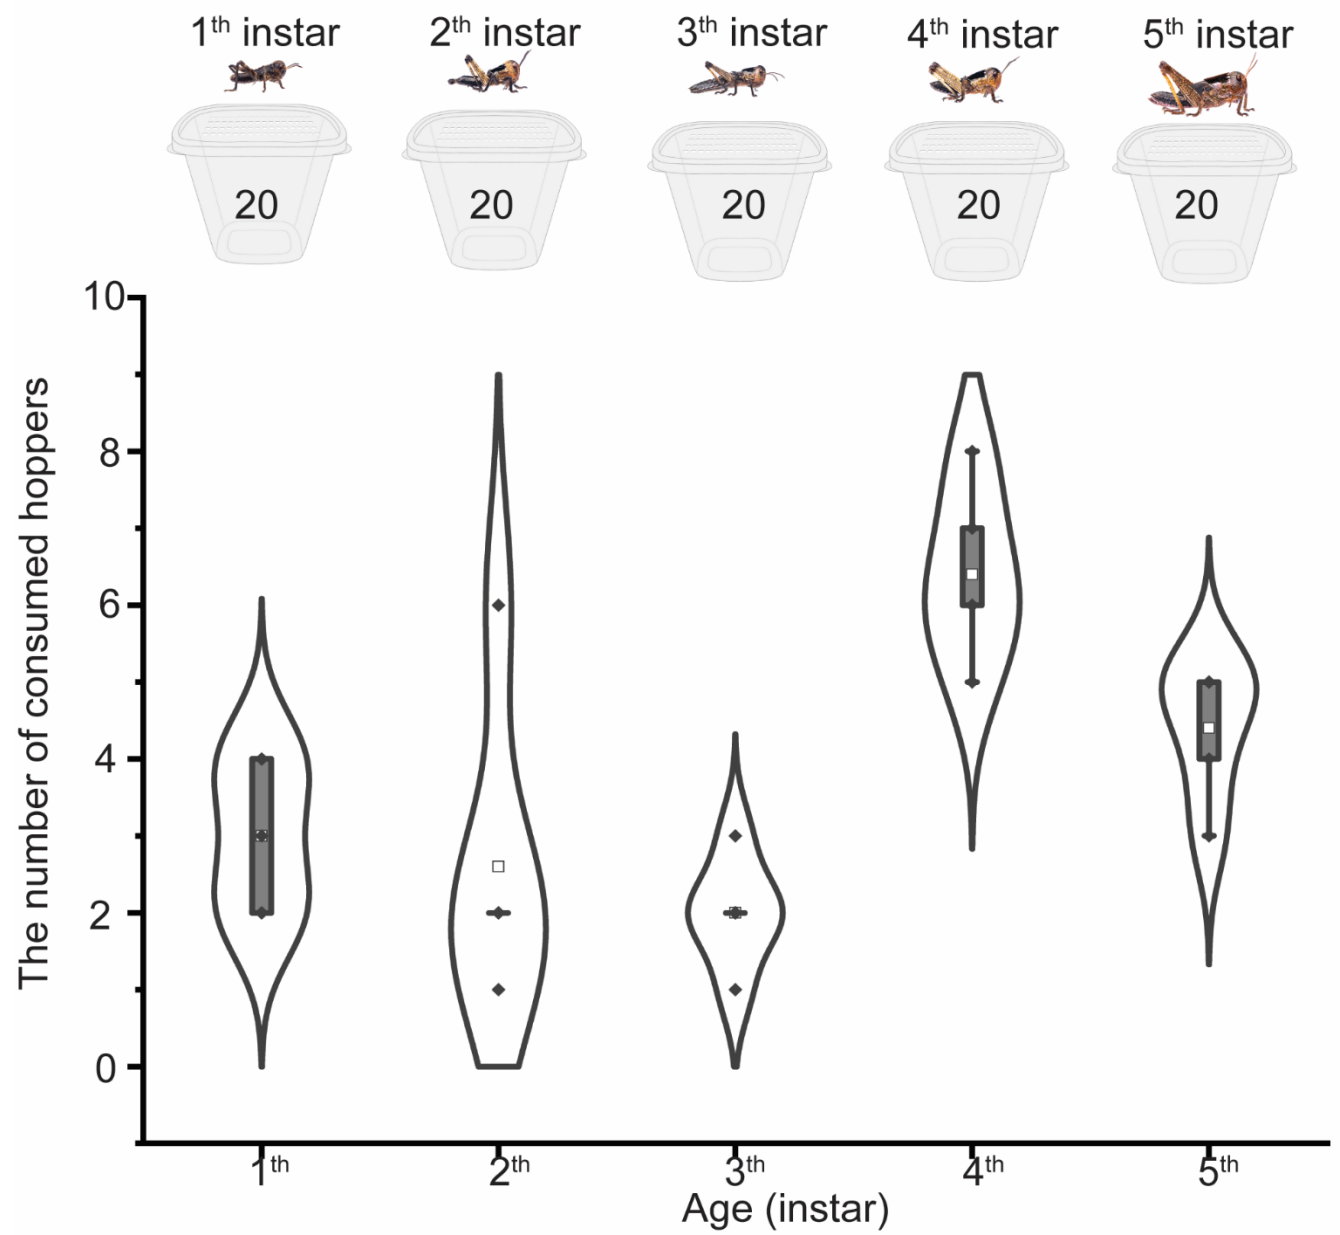 1th instar 2th instar 3th instar 4th instar 5th instar
20 20 20 20 20
10
8
6
4
2
0
The number of consumed hoppers
1th 2th 3th 4th 5th
Age (instar)